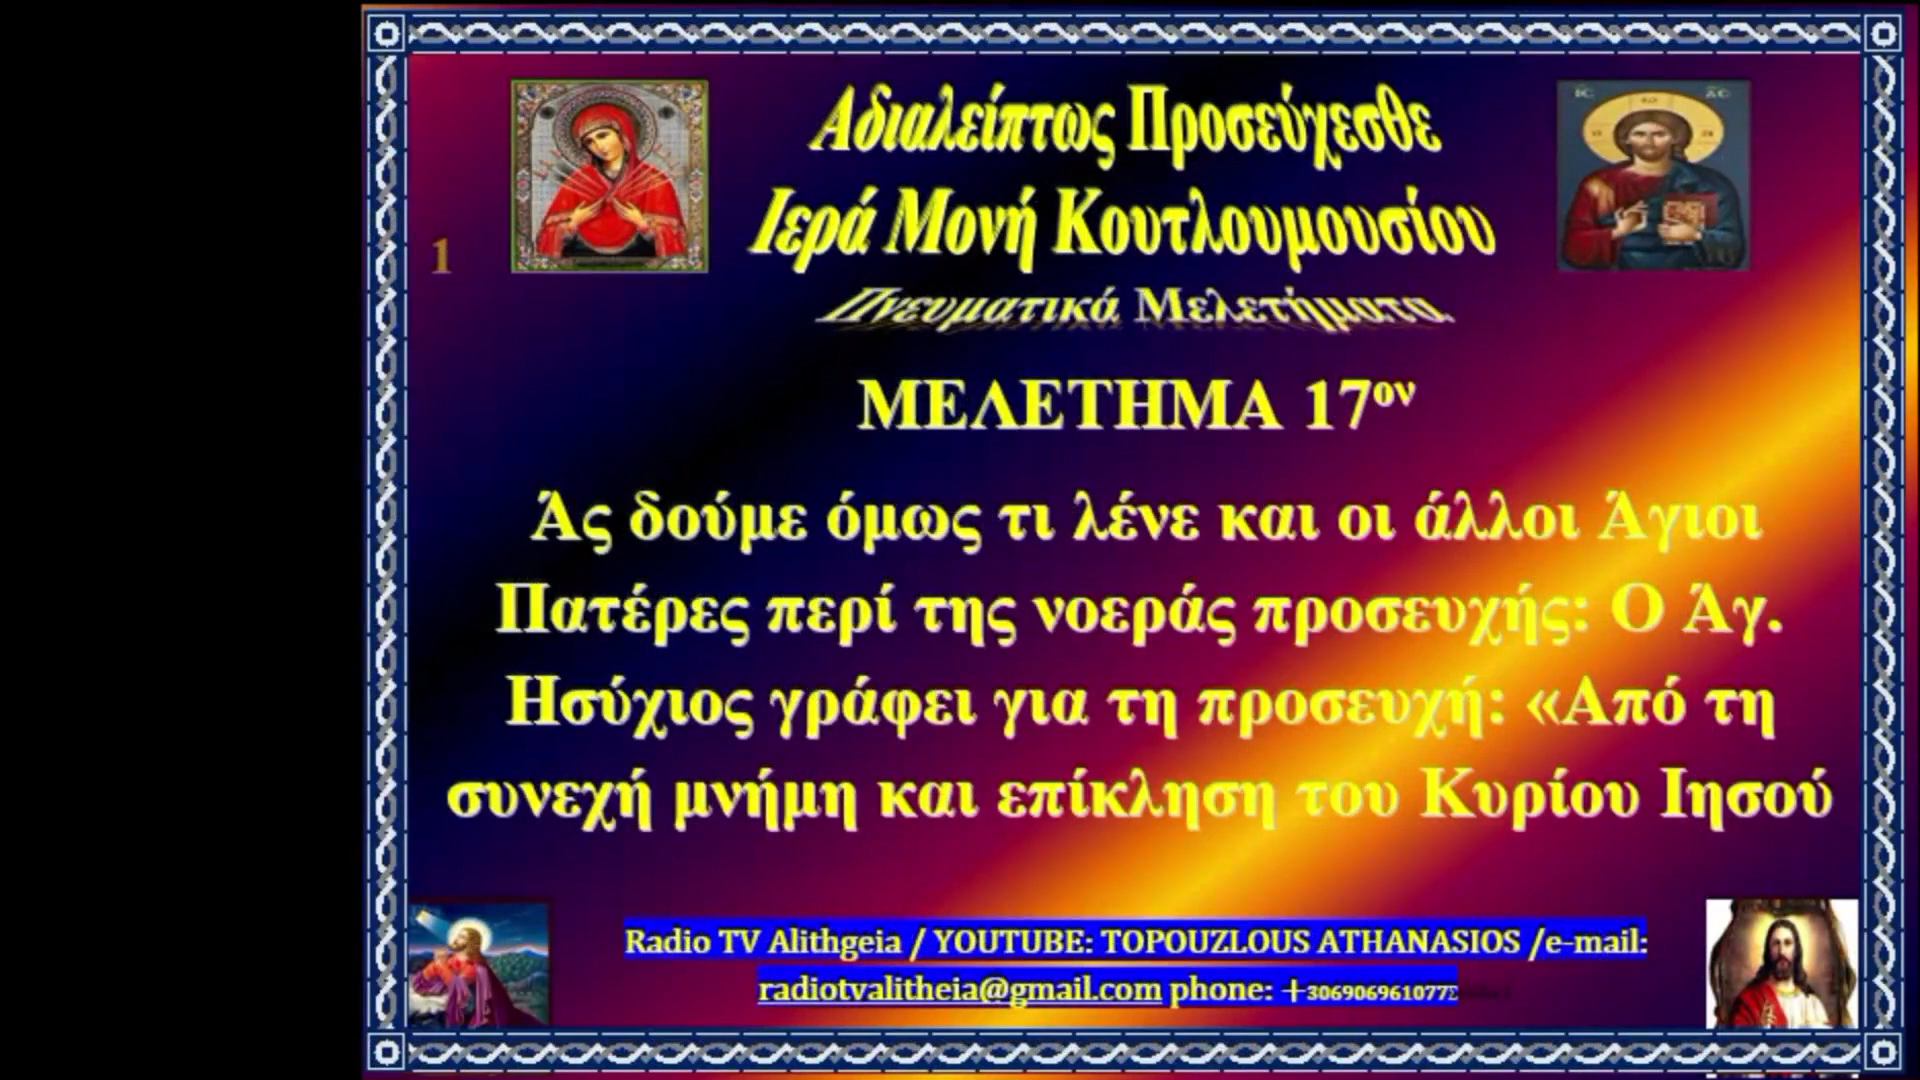 Αδιαλείπτως Προσεύχεσθε
Ιερά Μονή Κουτλουμουσίου
1
Πνευματικά Μελετήματα.
ΜΕΛΕΤΗΜΑ 17ον
Άς δούμε όμως τι λένε και οι άλλοι Άγιοι
Πατέρες περί της νοεράς προσευχής: Ο Άγ.
Ησύχιος γράφει για τη προσευχή: «Από τη
συνεχή μνήμη και επίκληση του Κυρίου Ιησού
Radio TV Alithgeia / YOUTUBE: TOPOUZLOUS ATHANASIOS /e-mail:
radiotvalitheia@gmail.com phone: +306906961077Σ